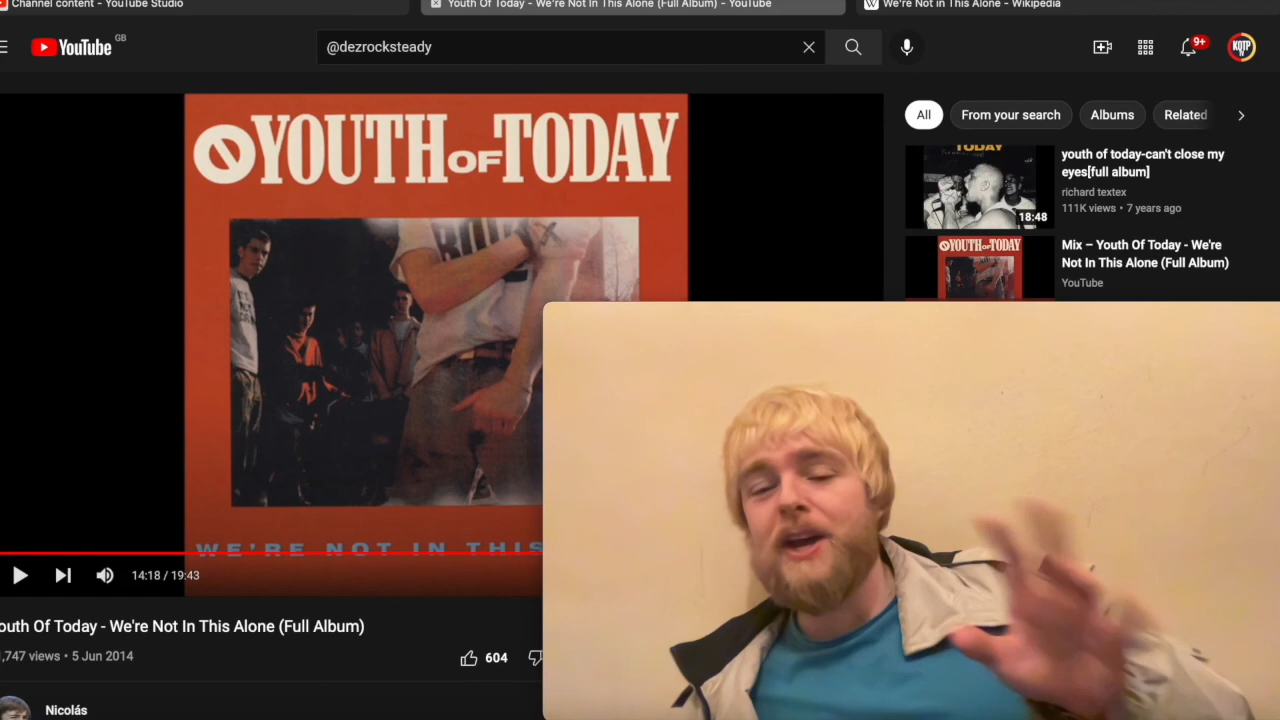 Channel content - YouTube Studio
Youth Of Today - We're Not In This Alone (Full Album) - YouTube
We're Not in This Alone - Wikipedia
YouTube GB
@dezrocksteady
9+
KOTP
TV
YOUTH OF TODAY
WE'RE NOT IN THIS
14:18 / 19:43
outh Of Today - We're Not In This Alone (Full Album)
,747 views • 5 Jun 2014
604
Nicolás
All
From your search
Albums
Related
TODAY
18:48
youth of today-can't close my
eyes[full album]
richard textex
111K views • 7 years ago
YOUTH OF TODAY
Mix – Youth Of Today - We're
Not In This Alone (Full Album)
YouTube